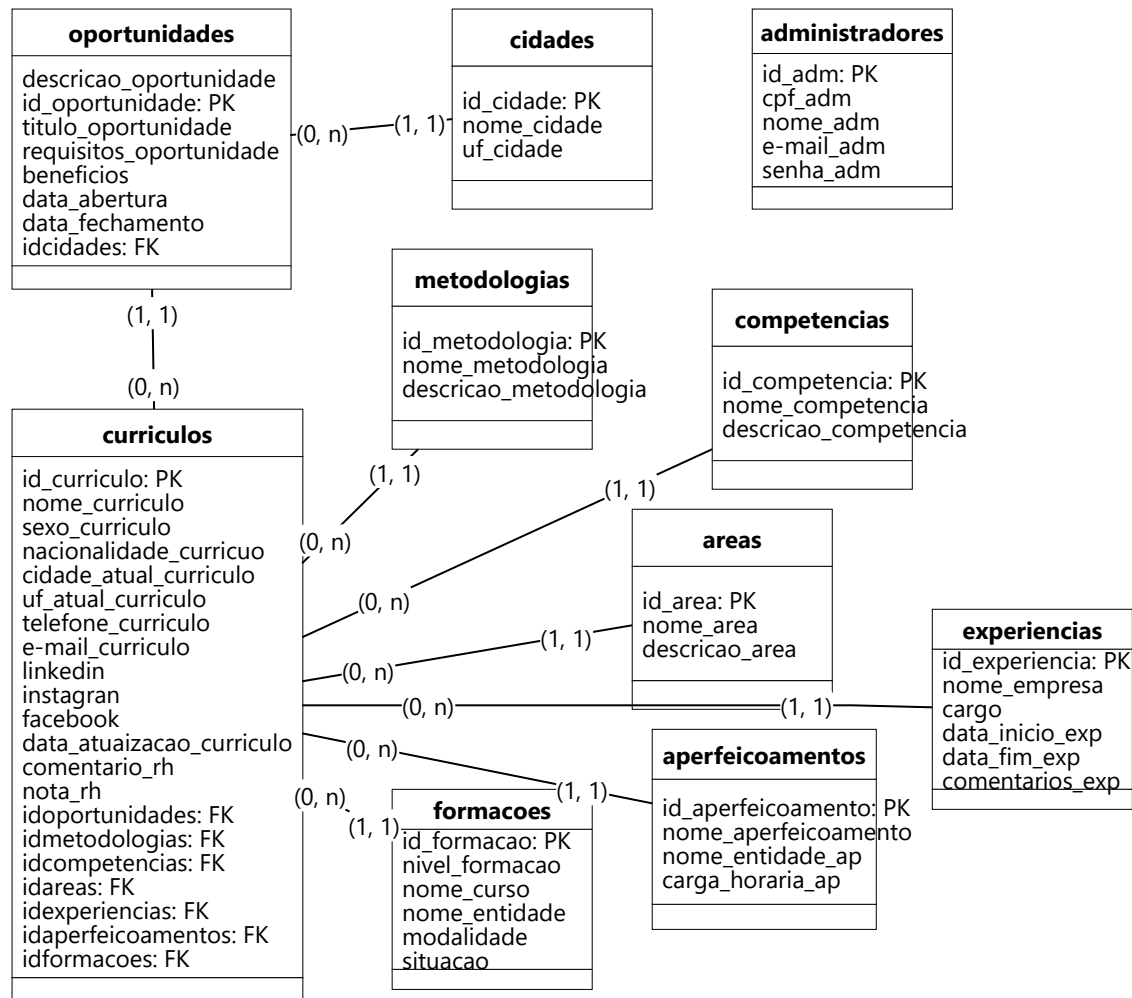 oportunidades
descricao_oportunidade
id_oportunidade: PK
titulo_oportunidade
requisitos_oportunidade
beneficios
data_abertura
data_fechamento
idcidades: FK
(0, n)
(1, 1)
cidades
id_cidade: PK
nome_cidade
uf_cidade
administradores
id_adm: PK
cpf_adm
nome_adm
e-mail_adm
senha_adm
(1, 1)
(0, n)
metodologias
id_metodologia: PK
nome_metodologia
descricao_metodologia
competencias
id_competencia: PK
nome_competencia
descricao_competencia
curriculos
id_curriculo: PK
nome_curriculo
sexo_curriculo
nacionalidade_curricuo
cidade_atual_curriculo
uf_atual_curriculo
telefone_curriculo
e-mail_curriculo
linkedin
instagran
facebook
data_atuaizacao_curriculo
comentario_rh
nota_rh
idoportunidades: FK
idmetodologias: FK
idcompetencias: FK
idareas: FK
idexperiencias: FK
idaperfeicoamentos: FK
idformacoes: FK
(1, 1)
(0, n)
(1, 1)
(0, n)
(1, 1)
(0, n)
(0, n)
(1, 1)
(0, n)
(1, 1)
(0, n)
(1, 1)
areas
id_area: PK
nome_area
descricao_area
experiencias
id_experiencia: PK
nome_empresa
cargo
data_inicio_exp
data_fim_exp
comentarios_exp
aperfeicoamentos
id_aperfeicoamento: PK
nome_aperfeicoamento
nome_entidade_ap
carga_horaria_ap
formacoes
id_formacao: PK
nivel_formacao
nome_curso
nome_entidade
modalidade
situacao